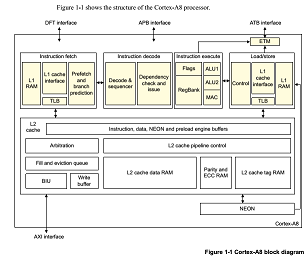 Figure 1-1 shows the structure of the Cortex-A8 processor.
DFT interface
APB interface
ATB interface
ETM
Instruction fetch
Instruction decode
Instruction execute
Load/store
L1
RAM
L1 cache
interface
TLB
Prefetch
and
branch
prediction
Decode &
sequencer
Dependency
check and
issue
Flags
RegBank
ALU1
ALU2
MAC
Control
L1
cache
interface
TLB
L1
RAM
L2
cache
Instruction, data, NEON and preload engine buffers
Arbitration
L2 cache pipeline control
Fill and eviction queue
BIU
Write
buffer
L2 cache data RAM
Parity and
ECC RAM
L2 cache tag RAM
NEON
Cortex-A8
AXI interface
Figure 1-1 Cortex-A8 block diagram